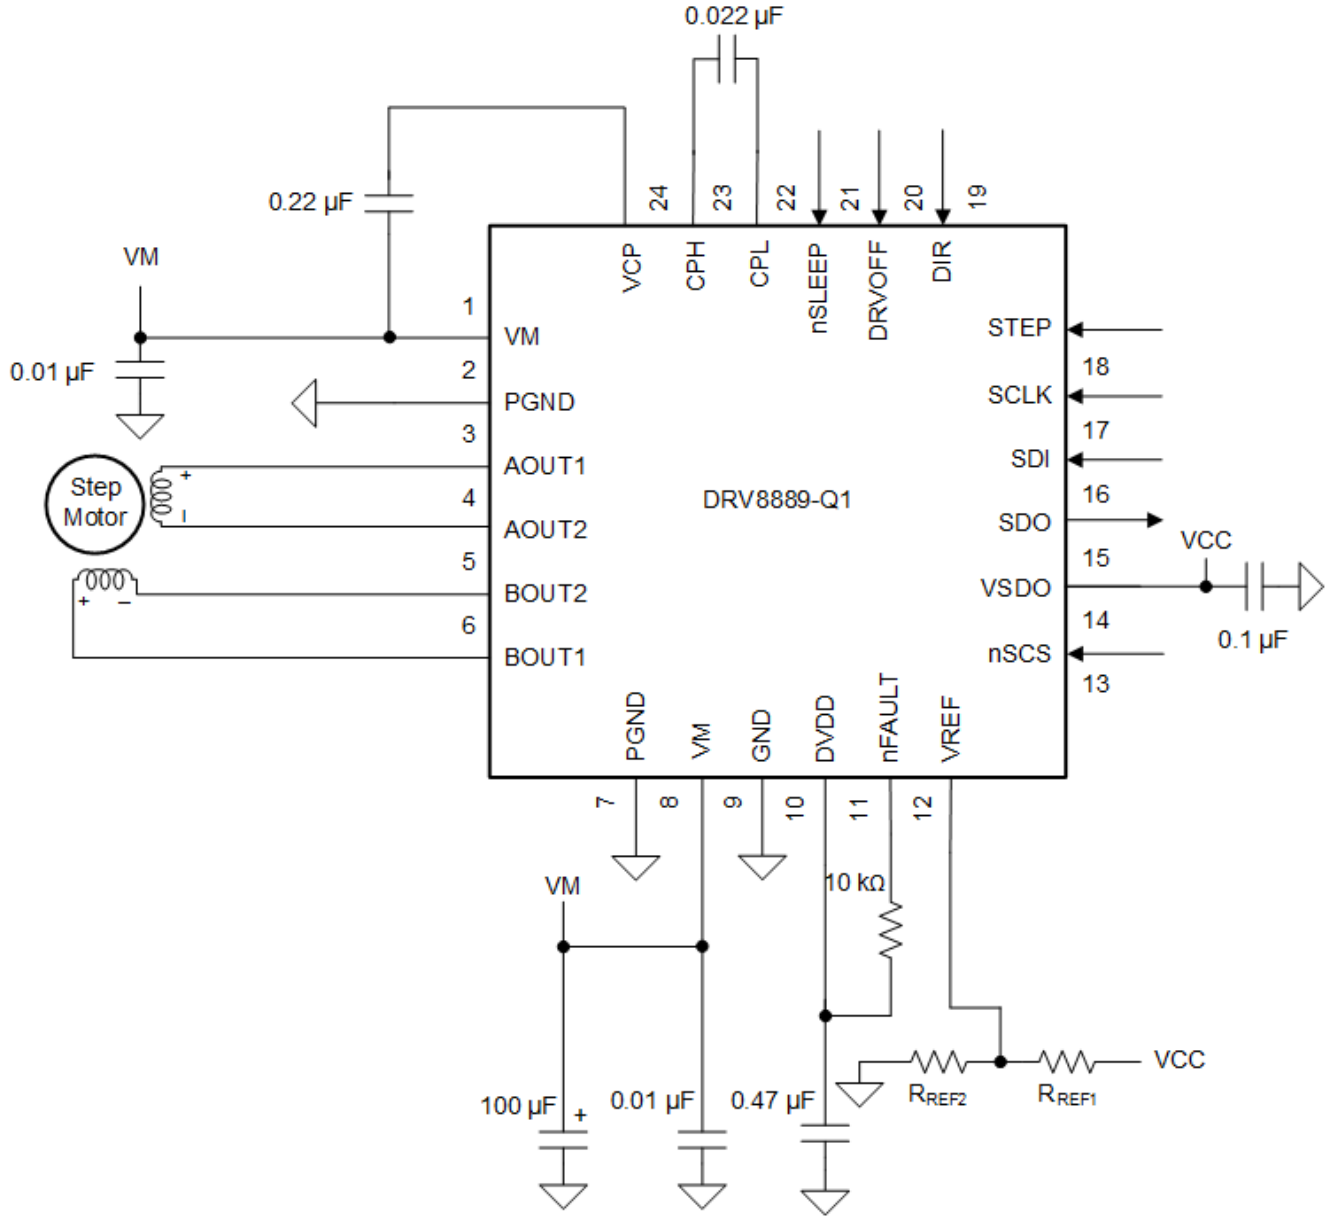 0.022 µF
0.22 µF
24
23
22
21
20
19
VCP
CPH
CPL
nSLEEP
DRVOFF
DIR
VM
0.01 µF
1
VM
2
PGND
3
AOUT1
4
AOUT2
5
BOUT2
6
BOUT1
Step
Motor
+
–
+
–
DRV8889-Q1
STEP
18
SCLK
17
SDI
16
SDO
15
VSDO
14
nSCS
13
VCC
0.1 µF
PGND
VM
GND
DVDD
nFAULT
VREF
7
8
9
10
11
12
10 kΩ
VM
100 µF
+
0.01 µF
0.47 µF
RREF2
RREF1
VCC